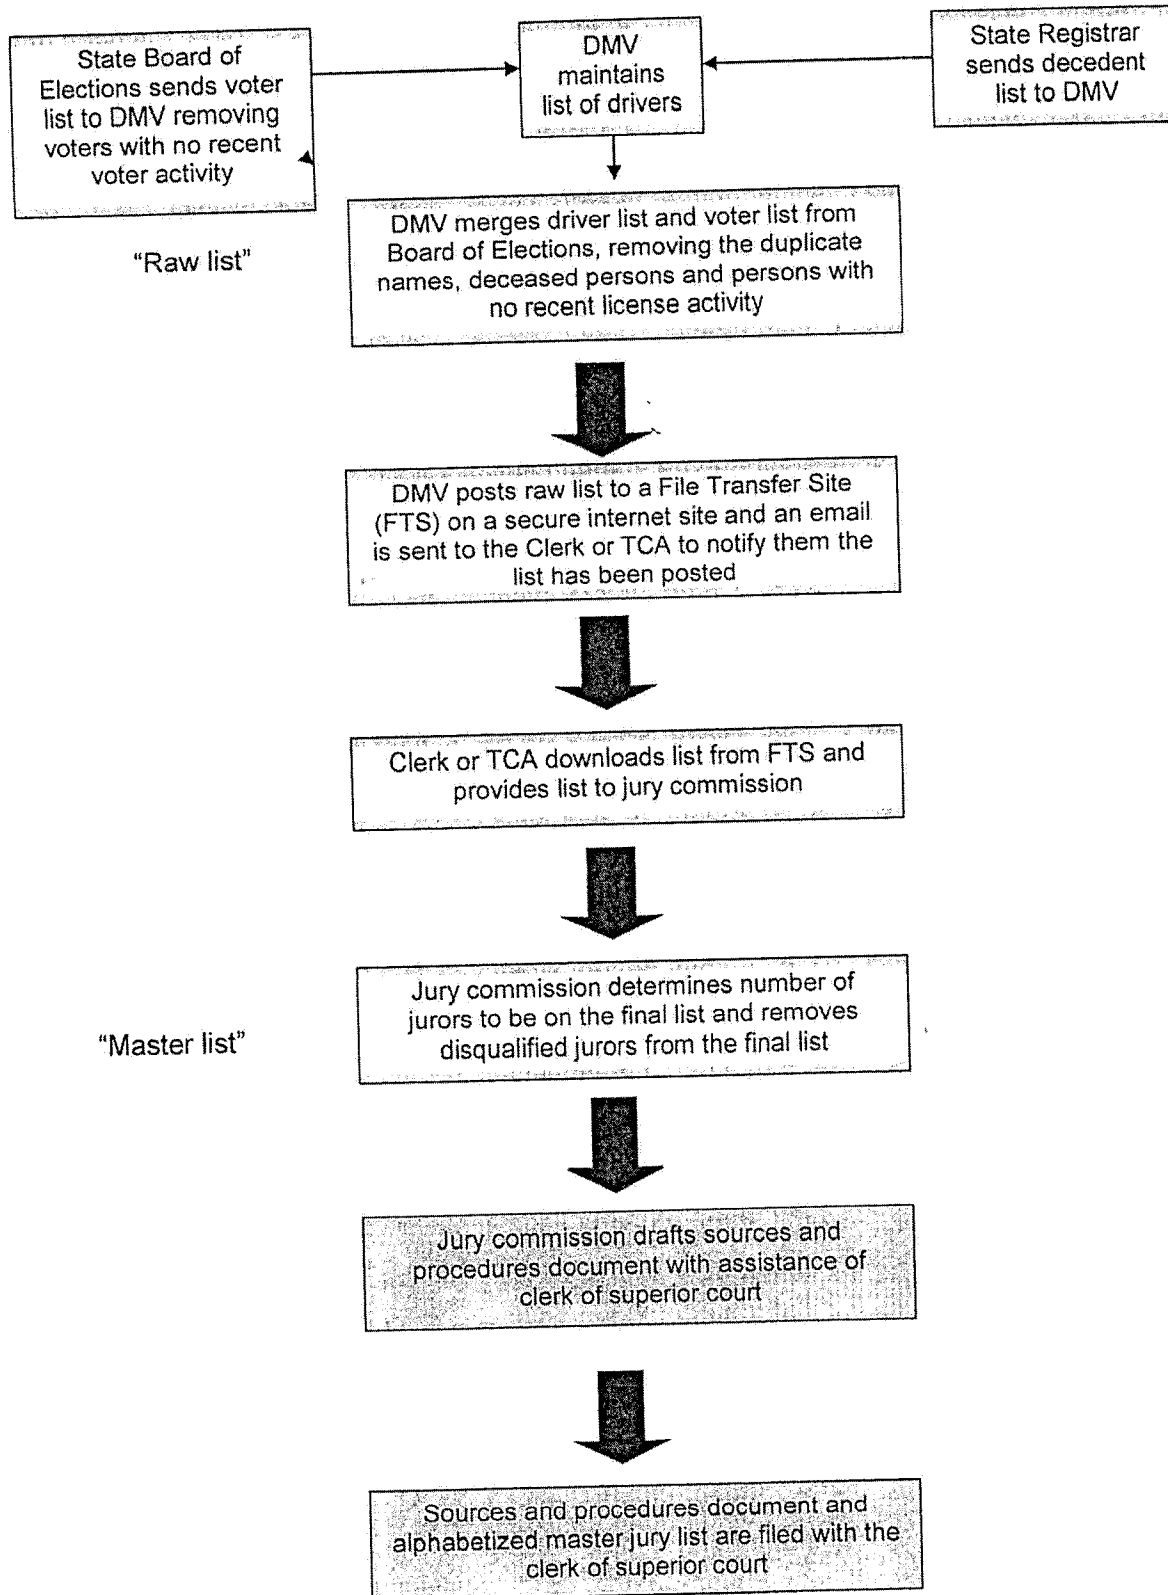 State Board of
Elections sends voter
list to DMV removing
voters with no recent
voter activity
DMV
maintains
list of drivers
State Registrar
sends decedent
list to DMV
“Raw list”
DMV merges driver list and voter list from
Board of Elections, removing the duplicate
names, deceased persons and persons with
no recent license activity
DMV posts raw list to a File Transfer Site
(FTS) on a secure internet site and an email
is sent to the Clerk or TCA to notify them the
list has been posted
Clerk or TCA downloads list from FTS and
provides list to jury commission
“Master list”
Jury commission determines number of
jurors to be on the final list and removes
disqualified jurors from the final list
Jury commission drafts sources and
procedures document with assistance of
clerk of superior court
Sources and procedures document and
alphabetized master jury list are filed with the
clerk of superior court